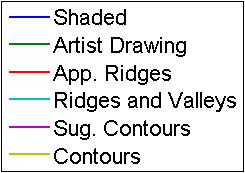 Shaded
Artist Drawing
App. Ridges
Ridges and Valleys
Sug. Contours
Contours